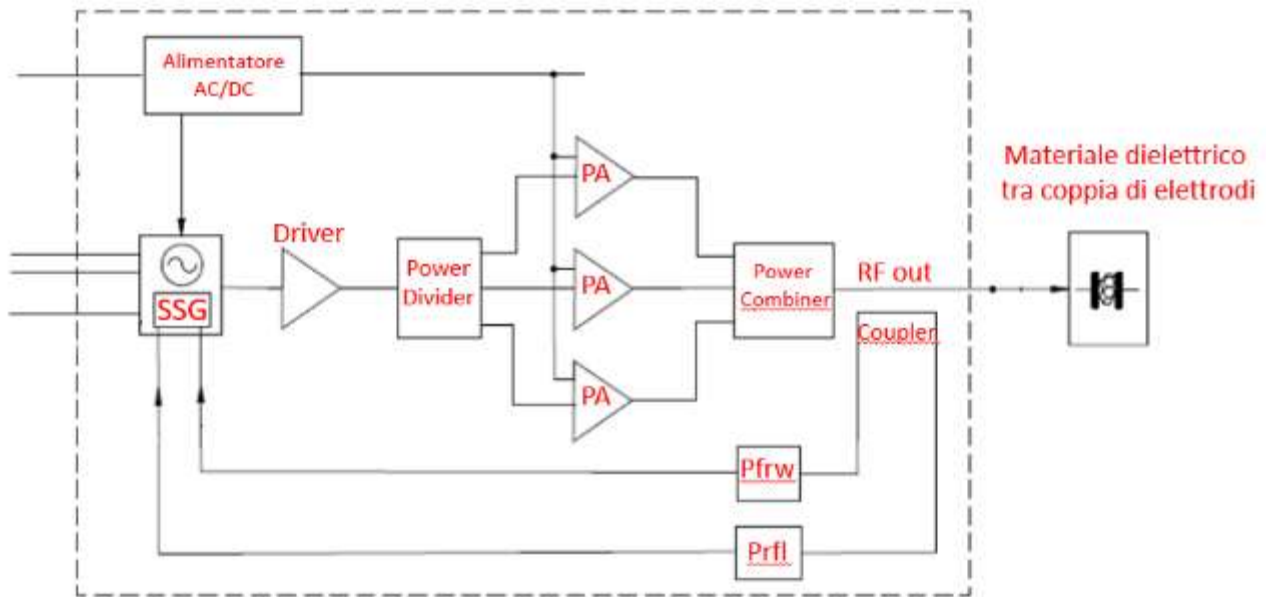 Alimentatore
AC/DC
Materiale dielettrico
tra coppia di elettrodi
PA
Driver
SSG
Power
Divider
PA
Power
Combiner
RF out
Coupler
PA
Pfrw
Prfl